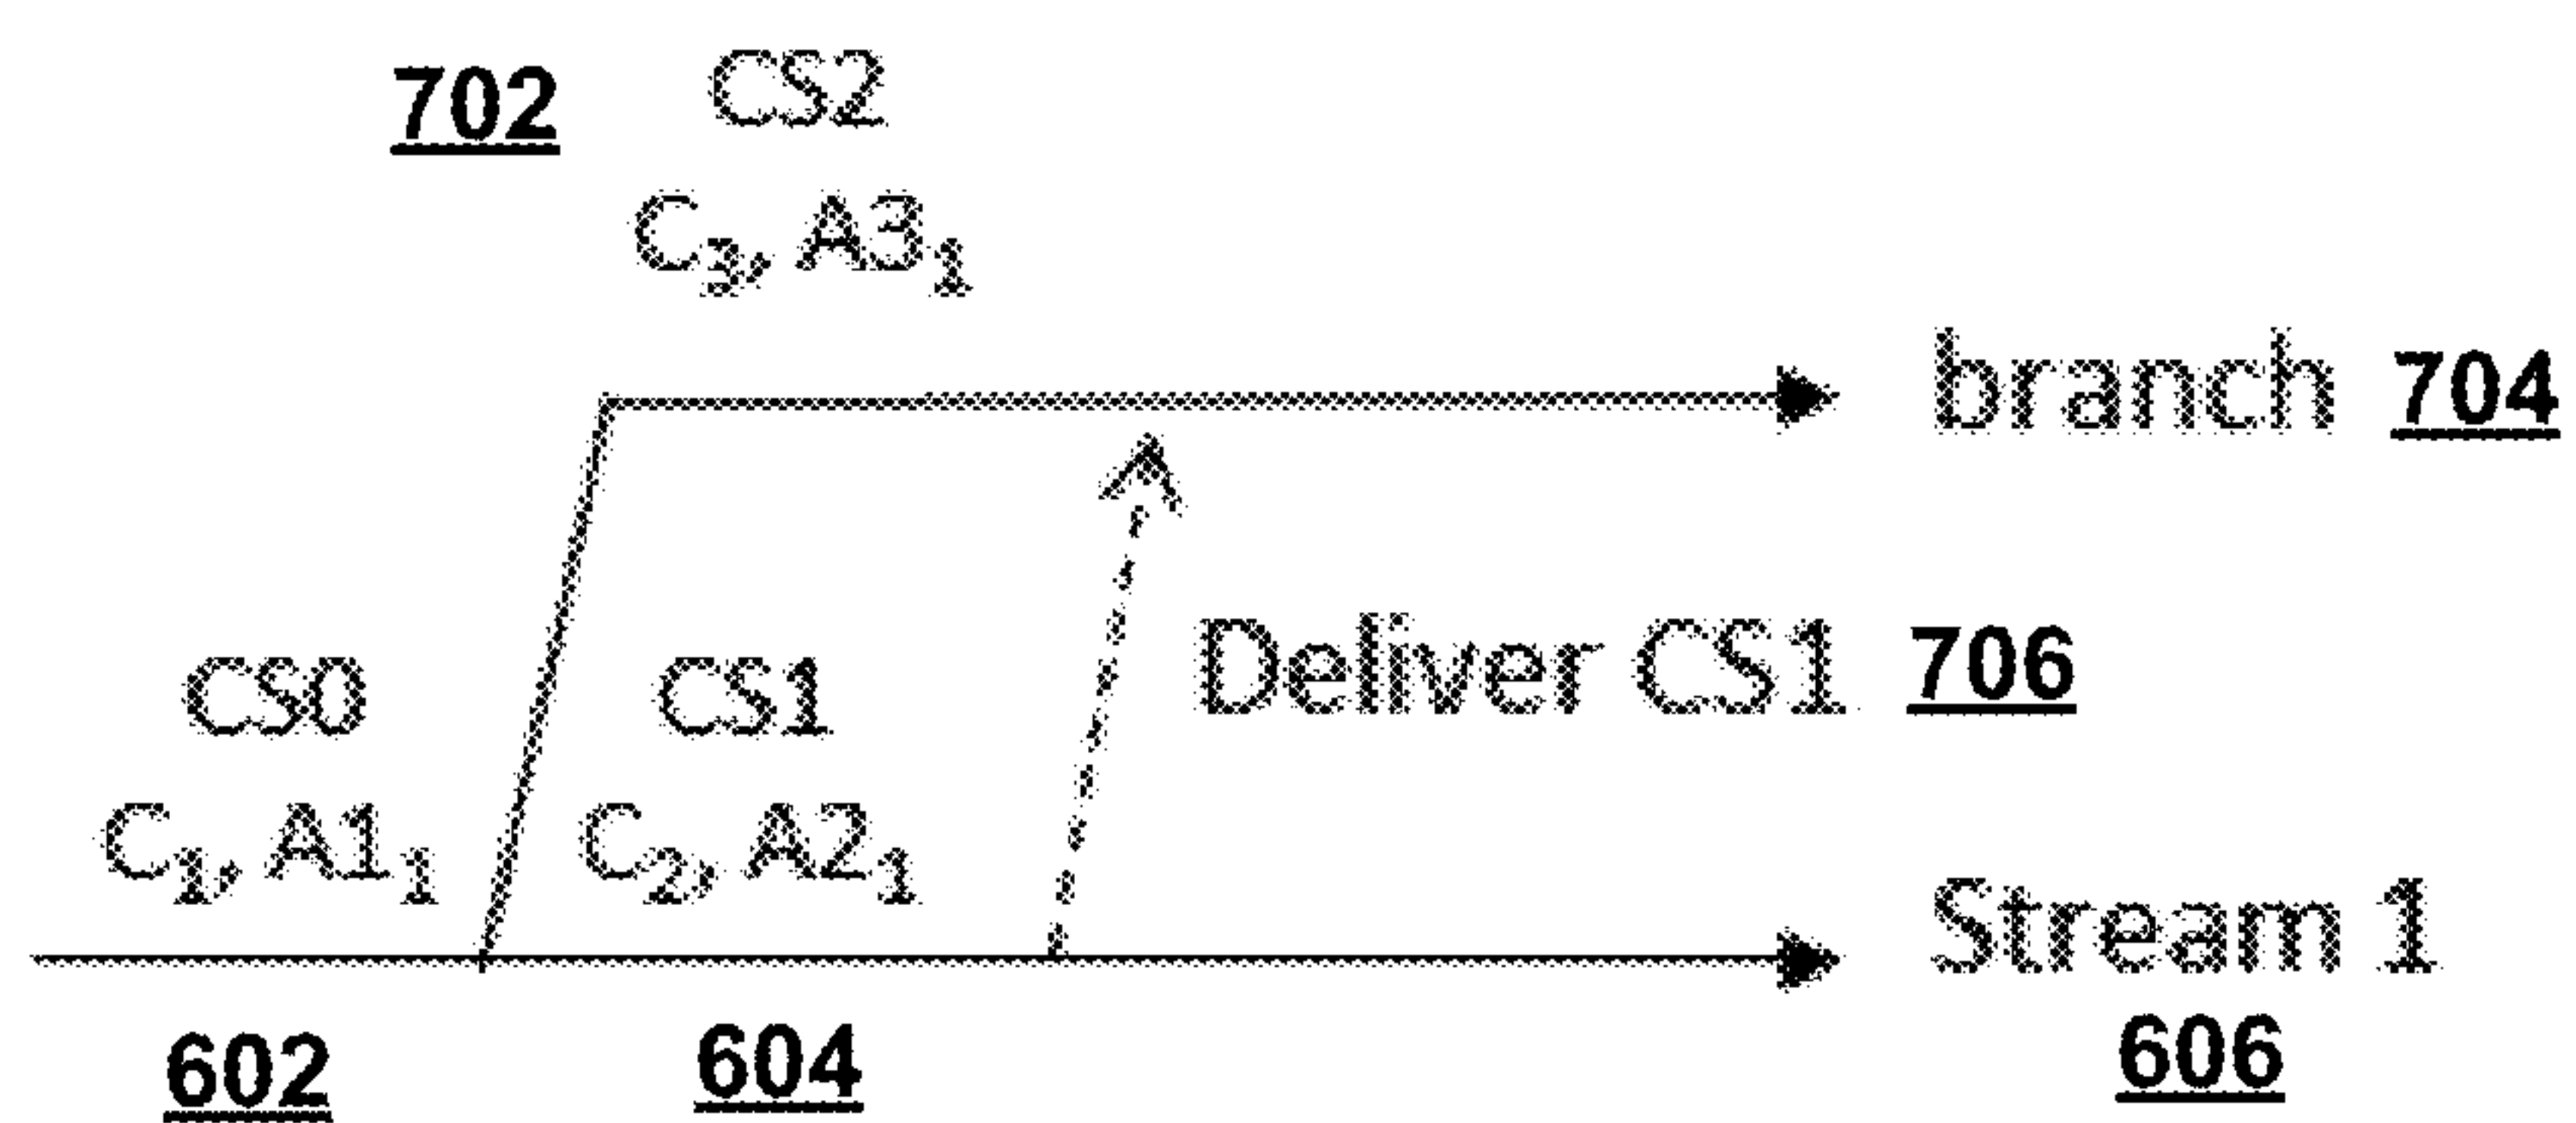 702 CS2
C₃, A3₁
branch 704
Deliver CS1 706
CS0 CS1
C₁, A1₁ C₂, A2₁
Stream 1
602 604 606